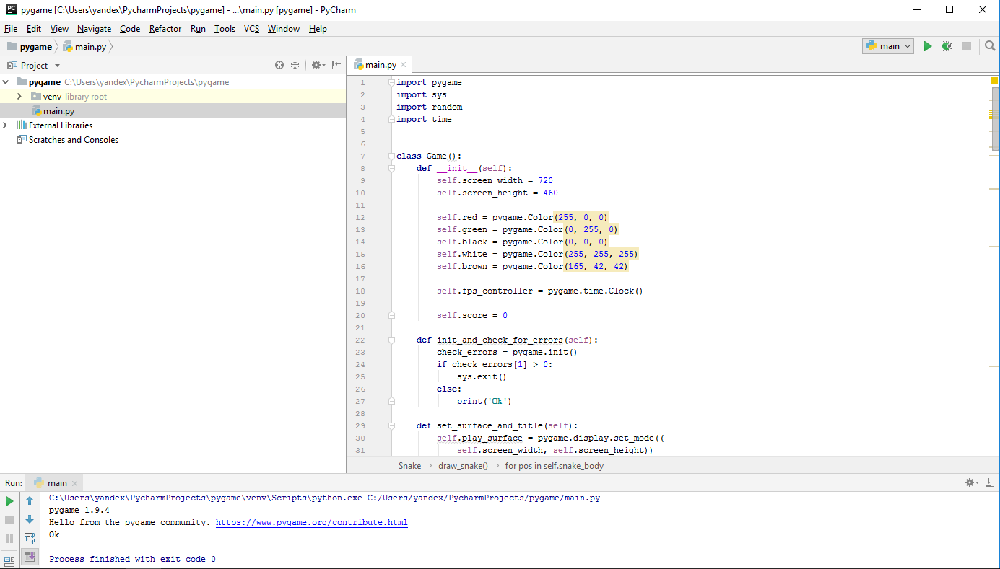 pygame [C:\Users\yandex\PycharmProjects\pygame] - ...\main.py [pygame] - PyCharm
File Edit View Navigate Code Refactor Run Tools VCS Window Help
pygame main.py
main
Project
main.py
pygame C:\Users\yandex\PycharmProjects\pygame
venv library root
main.py
External Libraries
Scratches and Consoles
1 import pygame
2 import sys
3 import random
4 import time
5
6
7 class Game():
8 def __init__(self):
9 self.screen_width = 720
10 self.screen_height = 460
11
12 self.red = pygame.Color(255, 0, 0)
13 self.green = pygame.Color(0, 255, 0)
14 self.black = pygame.Color(0, 0, 0)
15 self.white = pygame.Color(255, 255, 255)
16 self.brown = pygame.Color(165, 42, 42)
17
18 self.fps_controller = pygame.time.Clock()
19
20 self.score = 0
21
22 def init_and_check_for_errors(self):
23 check_errors = pygame.init()
24 if check_errors[1] > 0:
25 sys.exit()
26 else:
27 print('Ok')
28
29 def set_surface_and_title(self):
30 self.play_surface = pygame.display.set_mode((
31 self.screen_width, self.screen_height))
Snake draw_snake() for pos in self.snake_body
Run: main
C:\Users\yandex\PycharmProjects\pygame\venv\Scripts\python.exe C:/Users/yandex/PycharmProjects/pygame/main.py
pygame 1.9.4
Hello from the pygame community. https://www.pygame.org/contribute.html
Ok
Process finished with exit code 0